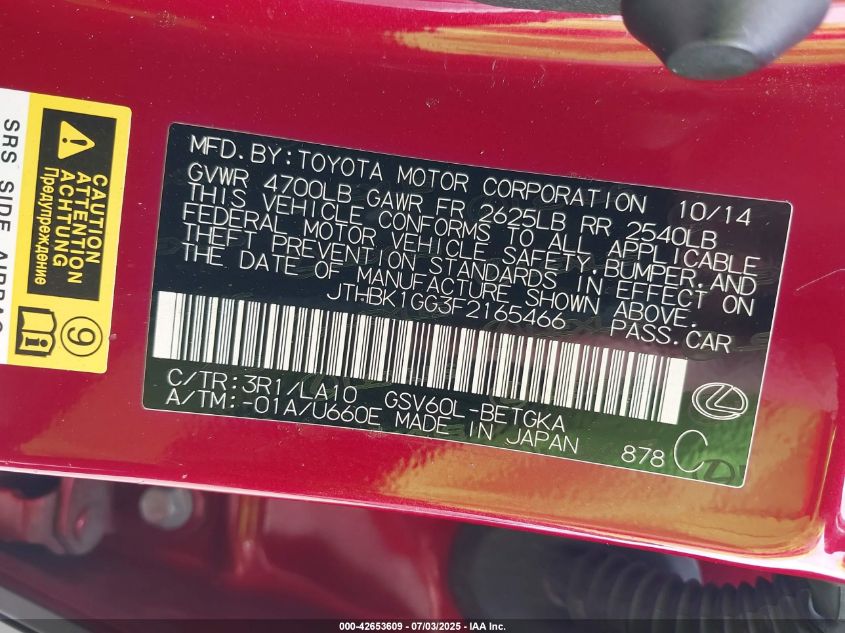 SRS SIDE AIRBAG
CAUTION
ATTENTION
ACHTUNG
Предупреждение
9
MFD.BY:TOYOTA MOTOR CORPORATION 10/14
GVWR 4700LB GAWR FR 2625LB RR 2540LB
THIS VEHICLE CONFORMS TO ALL APPLICABLE
FEDERAL MOTOR VEHICLE SAFETY,BUMPER,AND
THEFT PREVENTION STANDARDS IN EFFECT ON
THE DATE OF MANUFACTURE SHOWN ABOVE.
JTHBK1GG3F2165466 PASS.CAR
C/TR:3R1/LA10 GSV60L-BETGKA
A/TM:-01A/U660E MADE IN JAPAN 878 C
000-42653609 - 07/03/2025 - IAA Inc.